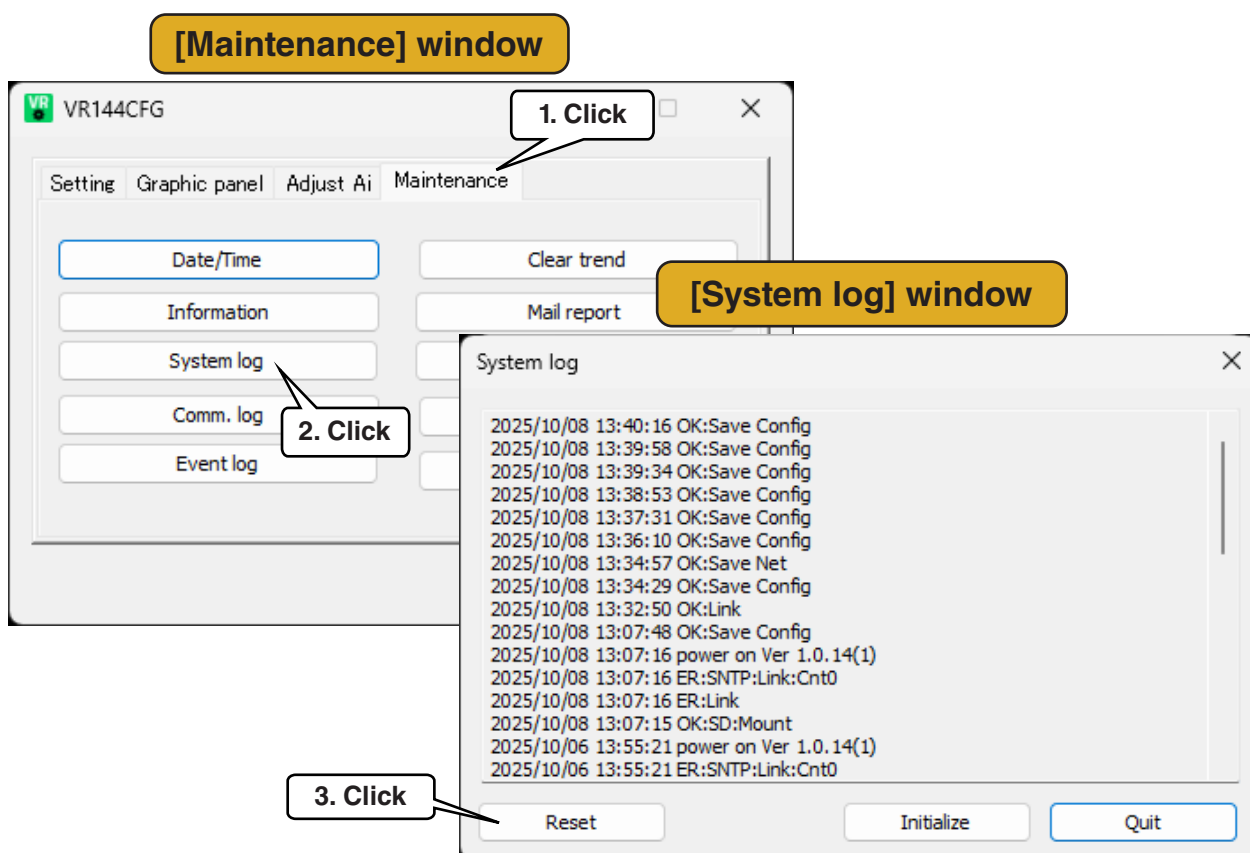 [Maintenance] window
VR
VR144CFG
1. Click
Setting Graphic panel Adjust Ai Maintenance
Date/Time
Clear trend
Information
Mail report
System log
Comm. log
Event log
2. Click
[System log] window
System log
2025/10/08 13:40:16 OK:Save Config
2025/10/08 13:39:58 OK:Save Config
2025/10/08 13:39:34 OK:Save Config
2025/10/08 13:38:53 OK:Save Config
2025/10/08 13:37:31 OK:Save Config
2025/10/08 13:36:10 OK:Save Config
2025/10/08 13:34:57 OK:Save Net
2025/10/08 13:34:29 OK:Save Config
2025/10/08 13:32:50 OK:Link
2025/10/08 13:07:48 OK:Save Config
2025/10/08 13:07:16 power on Ver 1.0.14(1)
2025/10/08 13:07:16 ER:SNTP:Link:Cnt0
2025/10/08 13:07:16 ER:Link
2025/10/08 13:07:15 OK:SD:Mount
2025/10/06 13:55:21 power on Ver 1.0.14(1)
2025/10/06 13:55:21 ER:SNTP:Link:Cnt0
3. Click
Reset
Initialize
Quit